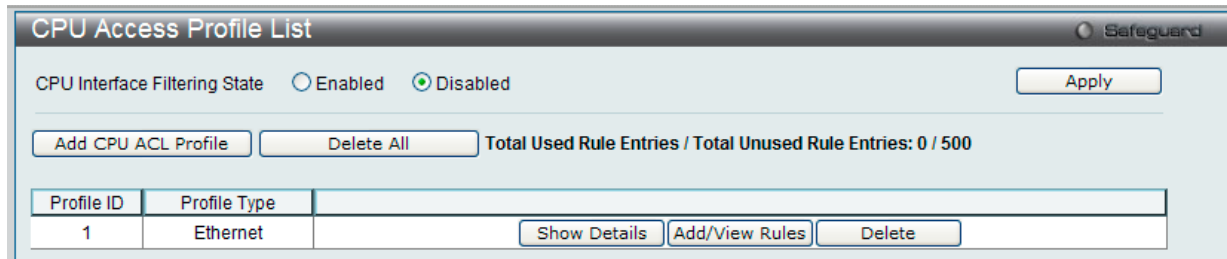 CPU Access Profile List Safeguard
CPU Interface Filtering State Enabled Disabled Apply
Add CPU ACL Profile Delete All Total Used Rule Entries / Total Unused Rule Entries: 0 / 500
Profile ID Profile Type
1 Ethernet Show Details Add/View Rules Delete